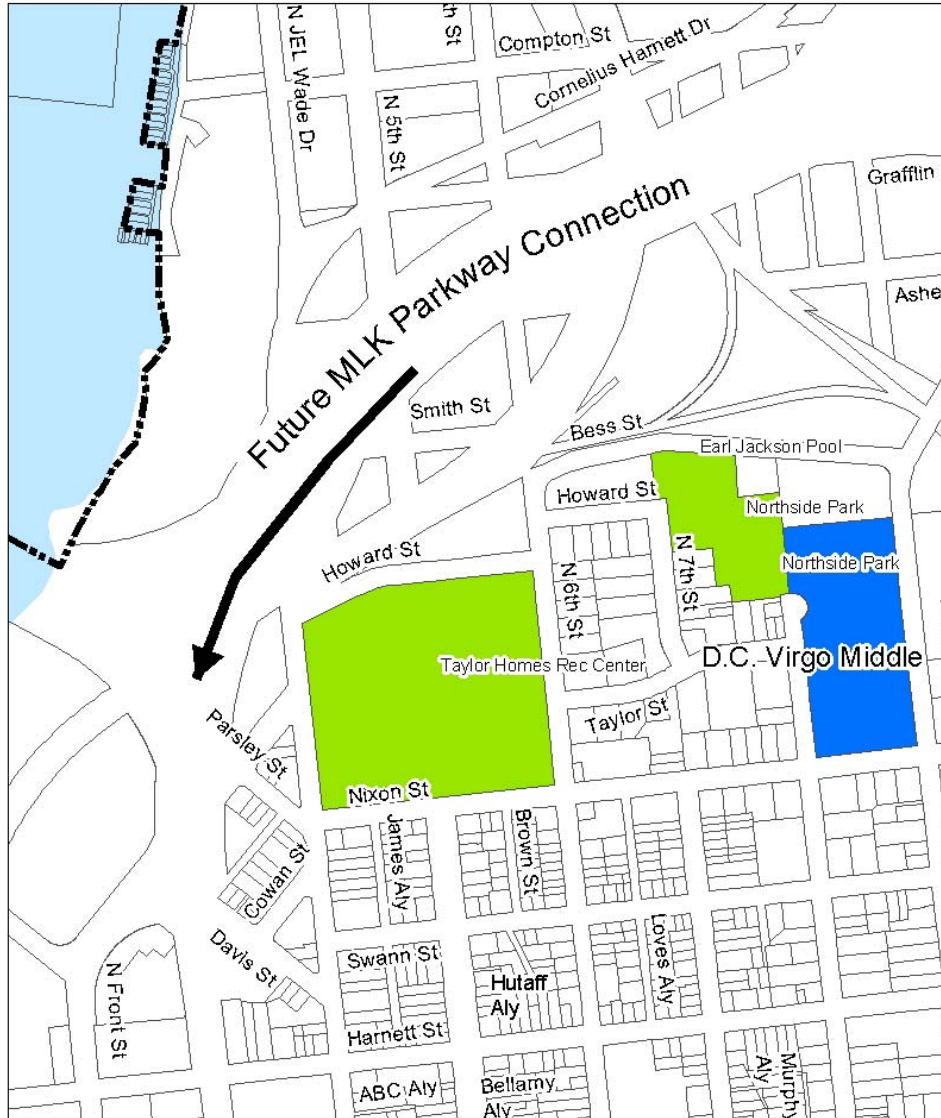 N JEL Wade Dr
th St
Compton St
Cornelius Harnett Dr
N 5th St
Grafflin
Future MLK Parkway Connection
Ashe
Smith St
Bess St
Earl Jackson Pool
Howard St
Northside Park
Howard St
N 6th St
N 7th St
Northside Park
Taylor Homes Rec Center
D.C. Virgo Middle
Taylor St
Parsley St
Nixon St
James Aly
Brown St
Cowan St
Davis St
Swann St
Loves Aly
N Front St
Hutaff
Aly
Harnett St
ABC Aly
Bellamy
Aly
Murphy
Aly